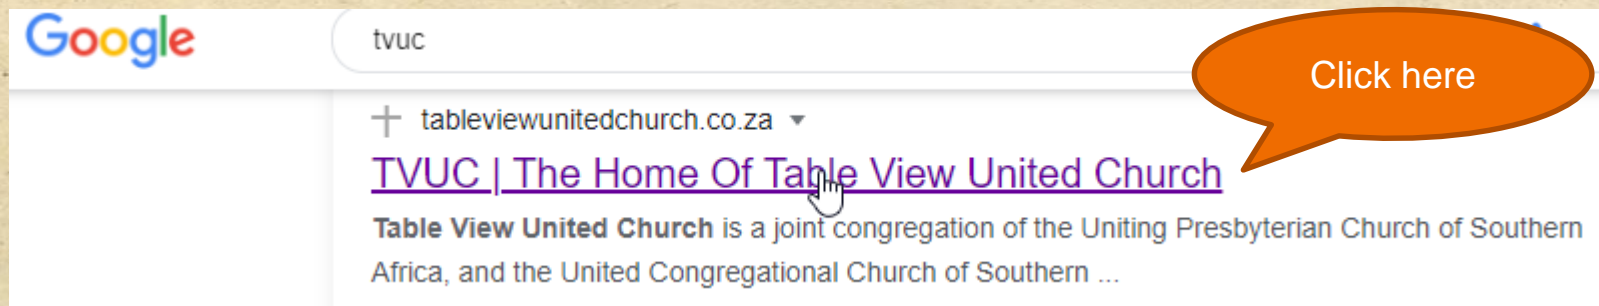 Google
tvuc
Click here
tableviewunitedchurch.co.za
TVUC | The Home Of Table View United Church
Table View United Church is a joint congregation of the Uniting Presbyterian Church of Southern
Africa, and the United Congregational Church of Southern ...